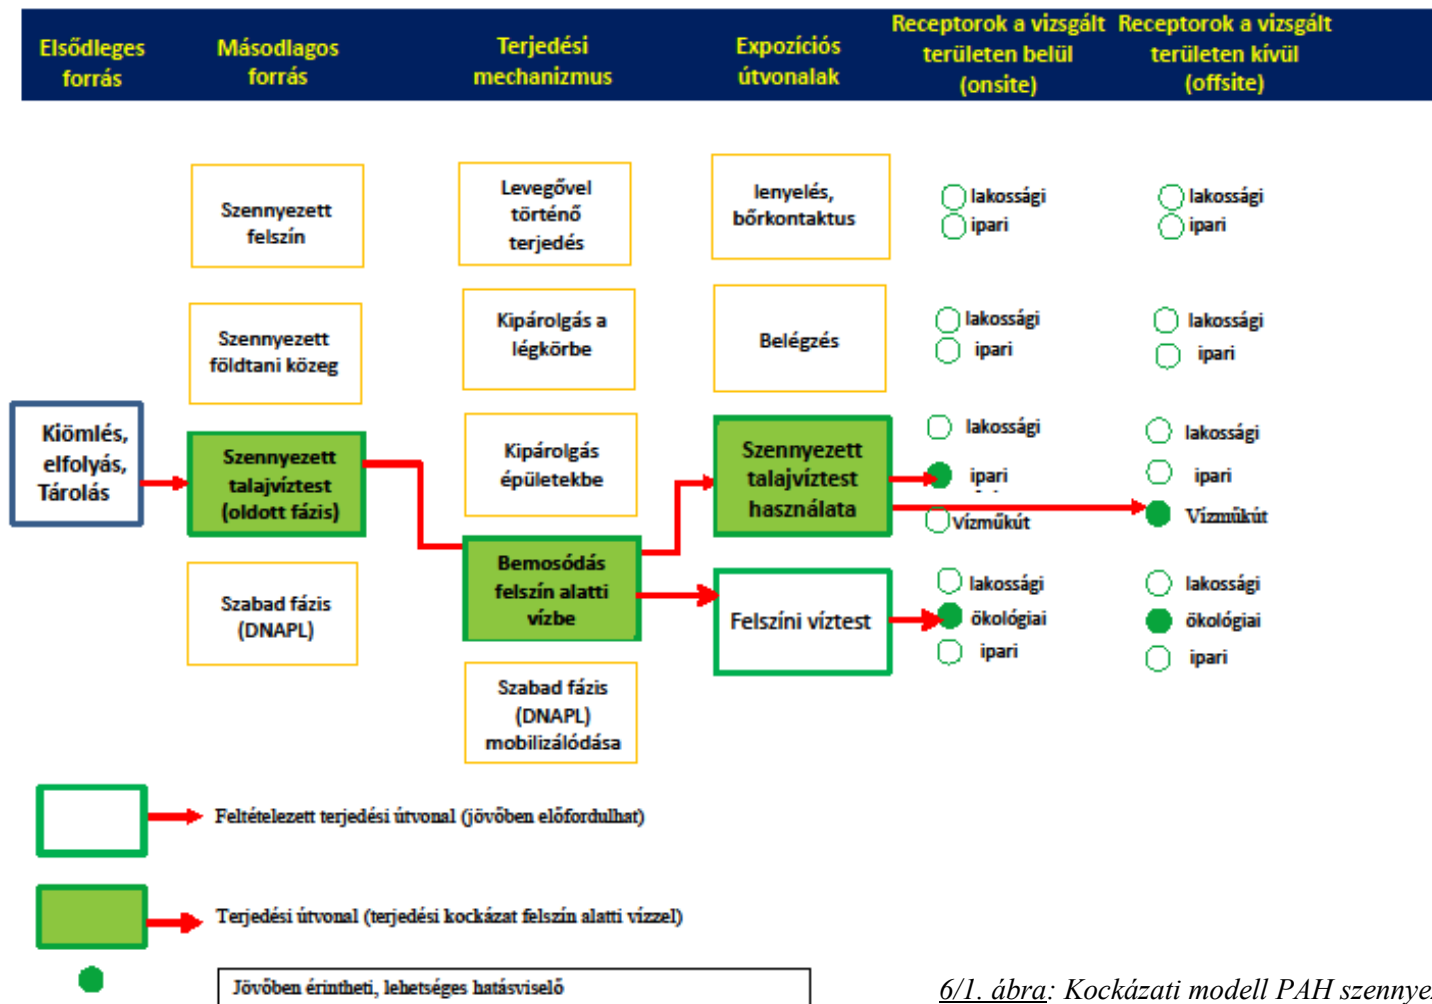 Elsődleges
forrás
Másodlagos
forrás
Terjedési
mechanizmus
Expozíciós
útvonalak
Receptorok a vizsgált
területen belül
(onsite)
Receptorok a vizsgált
területen kívül
(offsite)
Kiömlés,
elfolyás,
Tárolás
Szennyezett
felszín
Szennyezett
földtani közeg
Szennyezett
talajvíztest
(oldott fázis)
Szabad fázis
(DNAPL)
Levegővel
történő
terjedés
Kipárolgás a
légkörbe
Kipárolgás
épületekbe
Bemosódás
felszín alatti
vízbe
Szabad fázis
(DNAPL)
mobilizálódása
lenyelés,
bőrkontaktus
Belégzés
Szennyezett
talajvíztest
használata
Felszíni víztest
lakossági
ipari
lakossági
ipari
lakossági
ipari
Vízműkút
lakossági
ökológiai
ipari
lakossági
ipari
lakossági
ipari
lakossági
ipari
Vízműkút
lakossági
ökológiai
ipari
Feltételezett terjedési útvonal (jövőben előfordulhat)
Terjedési útvonal (terjedési kockázat felszín alatti vízzel)
Jövőben érintheti, lehetséges hatásviselő
6/1. ábra: Kockázati modell PAH szennye